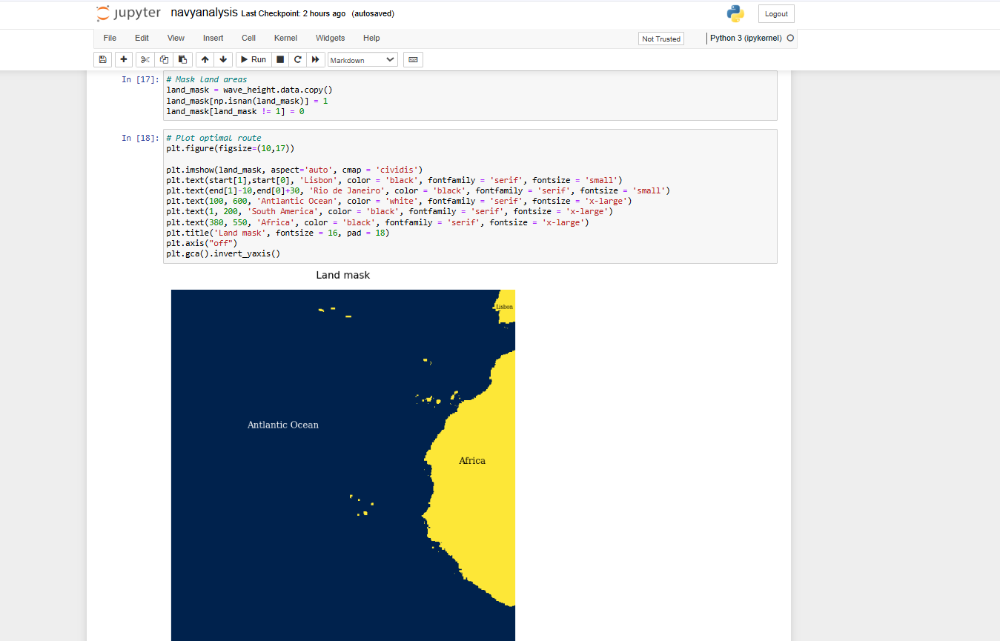 jupyter navyanalysis Last Checkpoint: 2 hours ago (autosaved)
Logout
File Edit View Insert Cell Kernel Widgets Help
Not Trusted
Python 3 (ipykernel)
Run
Markdown
In [17]:
# Mask land areas
land_mask = wave_height.data.copy()
land_mask[np.isnan(land_mask)] = 1
land_mask[land_mask != 1] = 0
In [18]:
# Plot optimal route
plt.figure(figsize=(10,17))
plt.imshow(land_mask, aspect='auto', cmap = 'cividis')
plt.text(start[1],start[0], 'Lisbon', color = 'black', fontfamily = 'serif', fontsize = 'small')
plt.text(end[1]-10,end[0]+30, 'Rio de Janeiro', color = 'black', fontfamily = 'serif', fontsize = 'small')
plt.text(100, 600, 'Antlantic Ocean', color = 'white', fontfamily = 'serif', fontsize = 'x-large')
plt.text(1, 200, 'South America', color = 'black', fontfamily = 'serif', fontsize = 'x-large')
plt.text(380, 550, 'Africa', color = 'black', fontfamily = 'serif', fontsize = 'x-large')
plt.title('Land mask', fontsize = 16, pad = 18)
plt.axis("off")
plt.gca().invert_yaxis()
Land mask
Lisbon
Antlantic Ocean
Africa